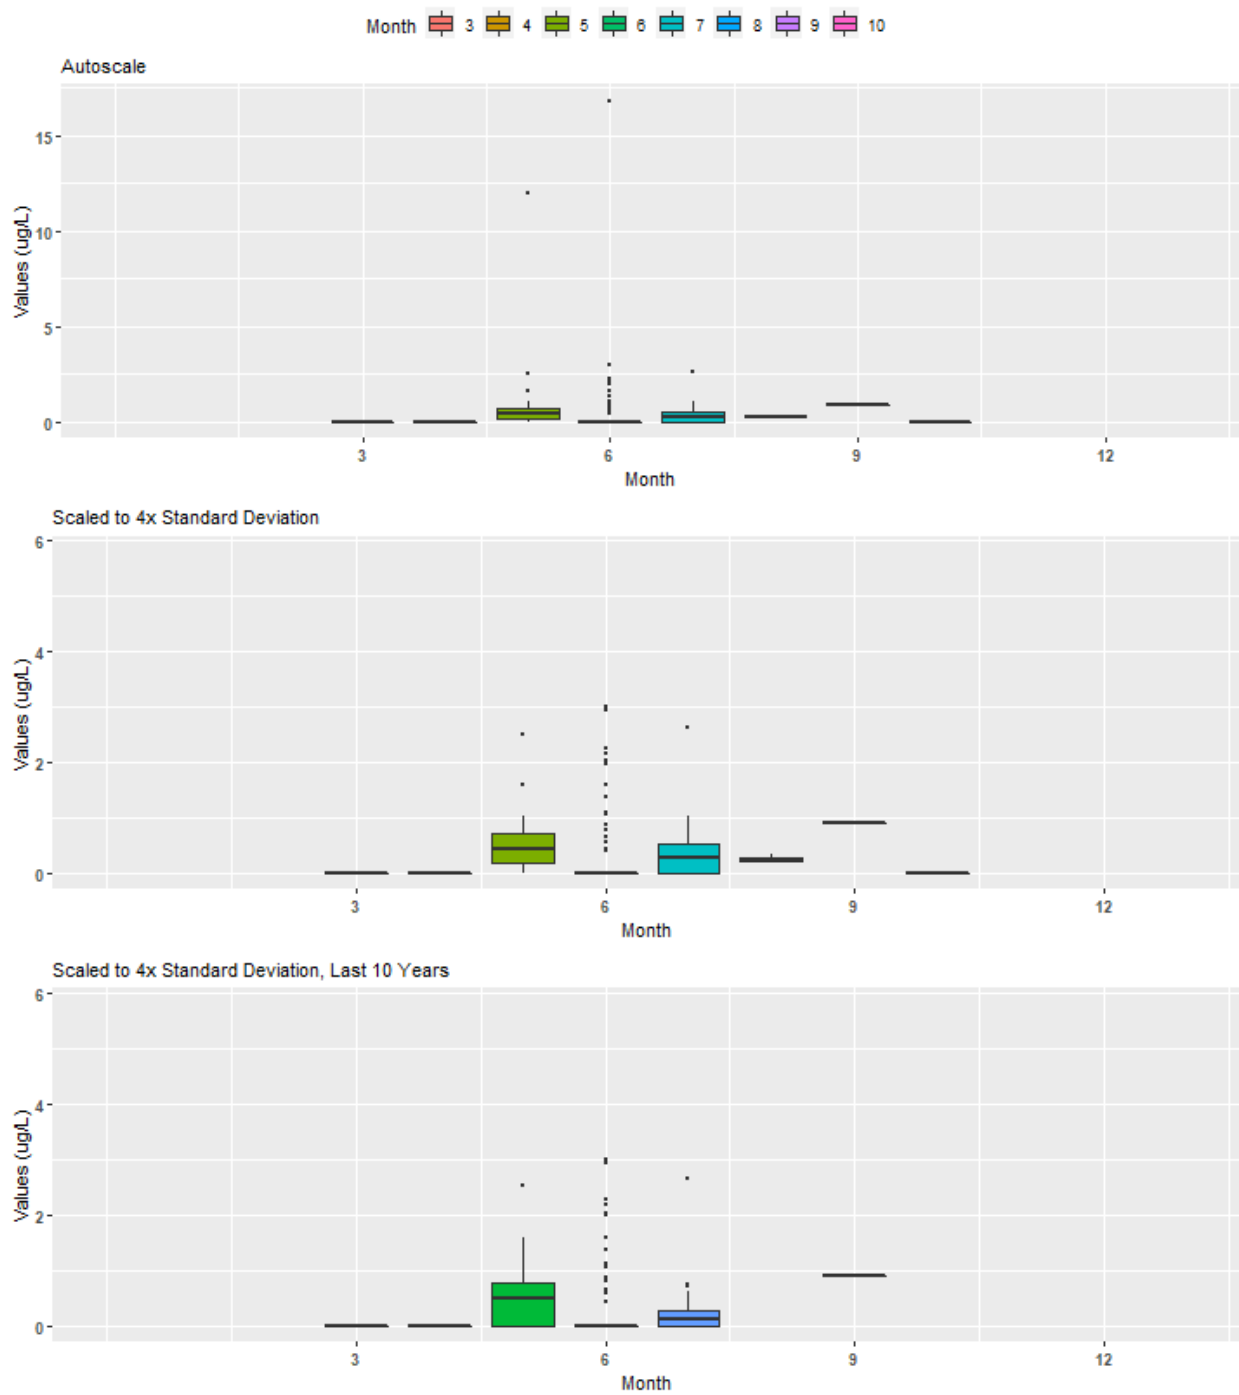 Month 3 4 5 6 7 8 9 10
Autoscale
15
10
5
0
Values (ug/L)
3 6 9 12
Month
Scaled to 4x Standard Deviation
6
4
2
0
Values (ug/L)
3 6 9 12
Month
Scaled to 4x Standard Deviation, Last 10 Years
6
4
2
0
Values (ug/L)
3 6 9 12
Month